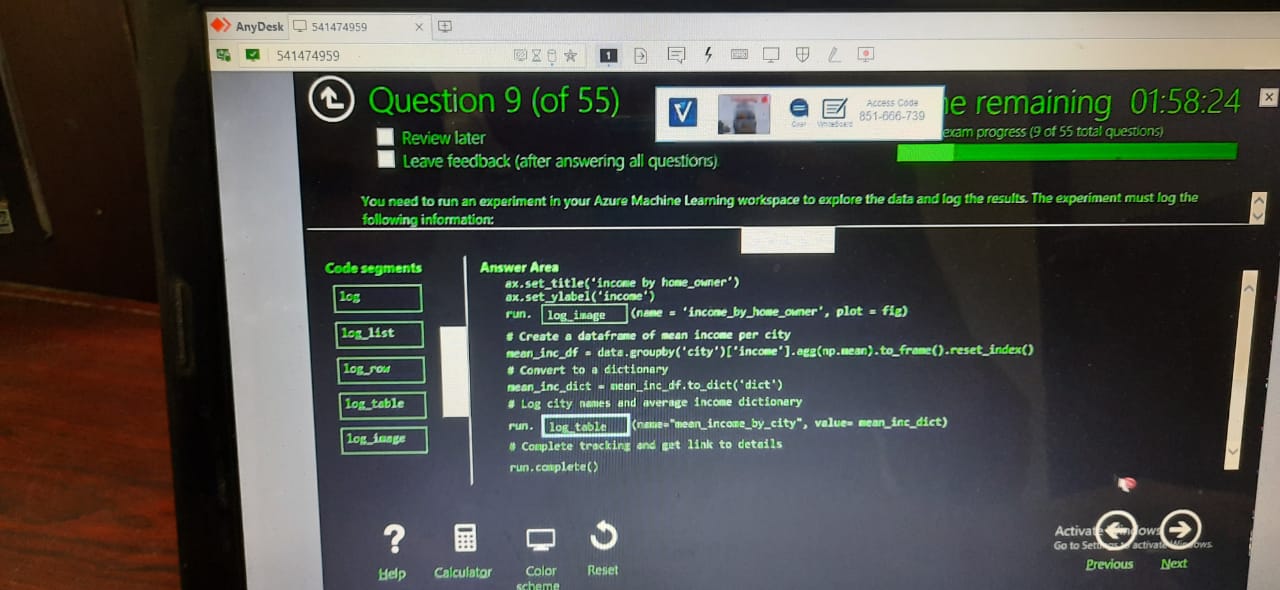 AnyDesk
541474959
541474959
1
Question 9 (of 55)
Review later
Leave feedback (after answering all questions)
Access Code
851-666-739
WhiteBoard
e remaining 01:58:24
exam progress (9 of 55 total questions)
You need to run an experiment in your Azure Machine Learning workspace to explore the data and log the results. The experiment must log the
following information:
Code segments
log
log_list
log_row
log_table
log_image
Answer Area
ax.set_title('income by home_owner')
ax.set_ylabel('income')
run. log_image (name = 'income_by_home_owner', plot = fig)
# Create a dataframe of mean income per city
mean_inc_df = data.groupby('city')['income'].agg(np.mean).to_frame().reset_index()
# Convert to a dictionary
mean_inc_dict = mean_inc_df.to_dict('dict')
# Log city names and average income dictionary
run. log_table (name="mean_income_by_city", value= mean_inc_dict)
# Complete tracking and get link to details
run.complete()
Help
Calculator
Color
scheme
Reset
Activate Windows
Go to Settings to activate Windows.
Previous
Next